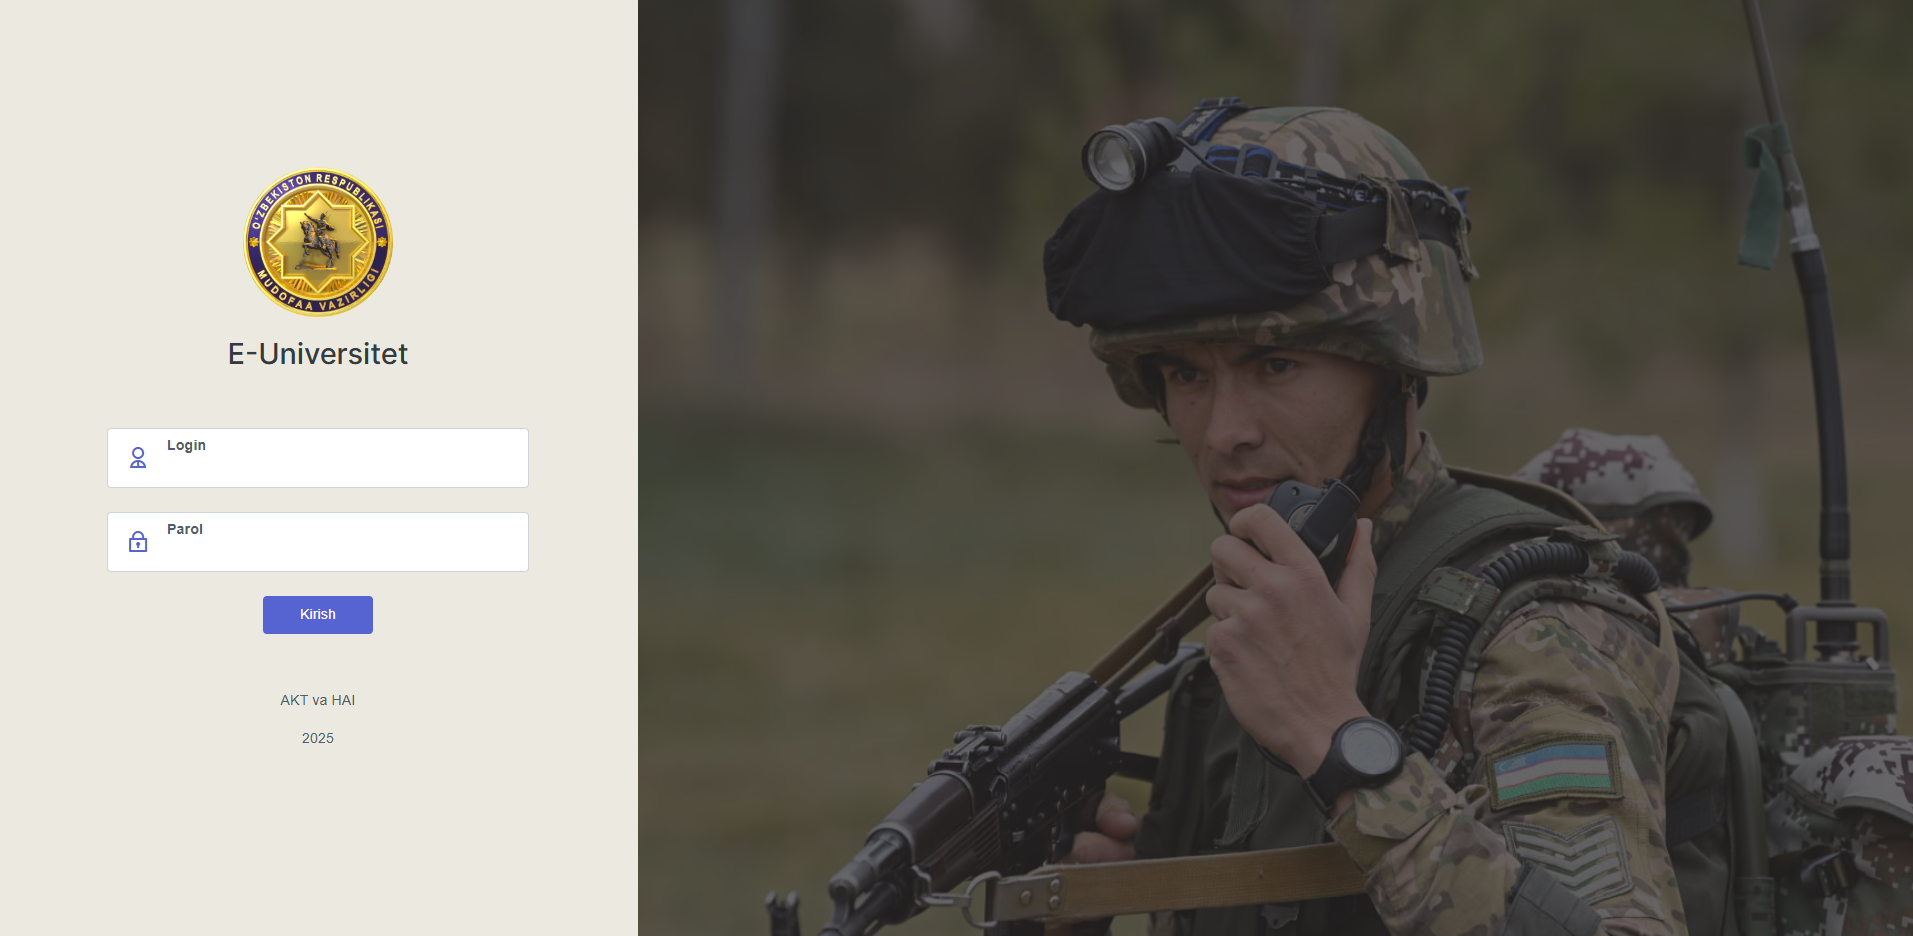 O'ZBEKISTON RESPUBLIKASI
MUDOFAA VAZIRLIGI
E-Universitet
Login
Parol
Kirish
AKT va HAI
2025